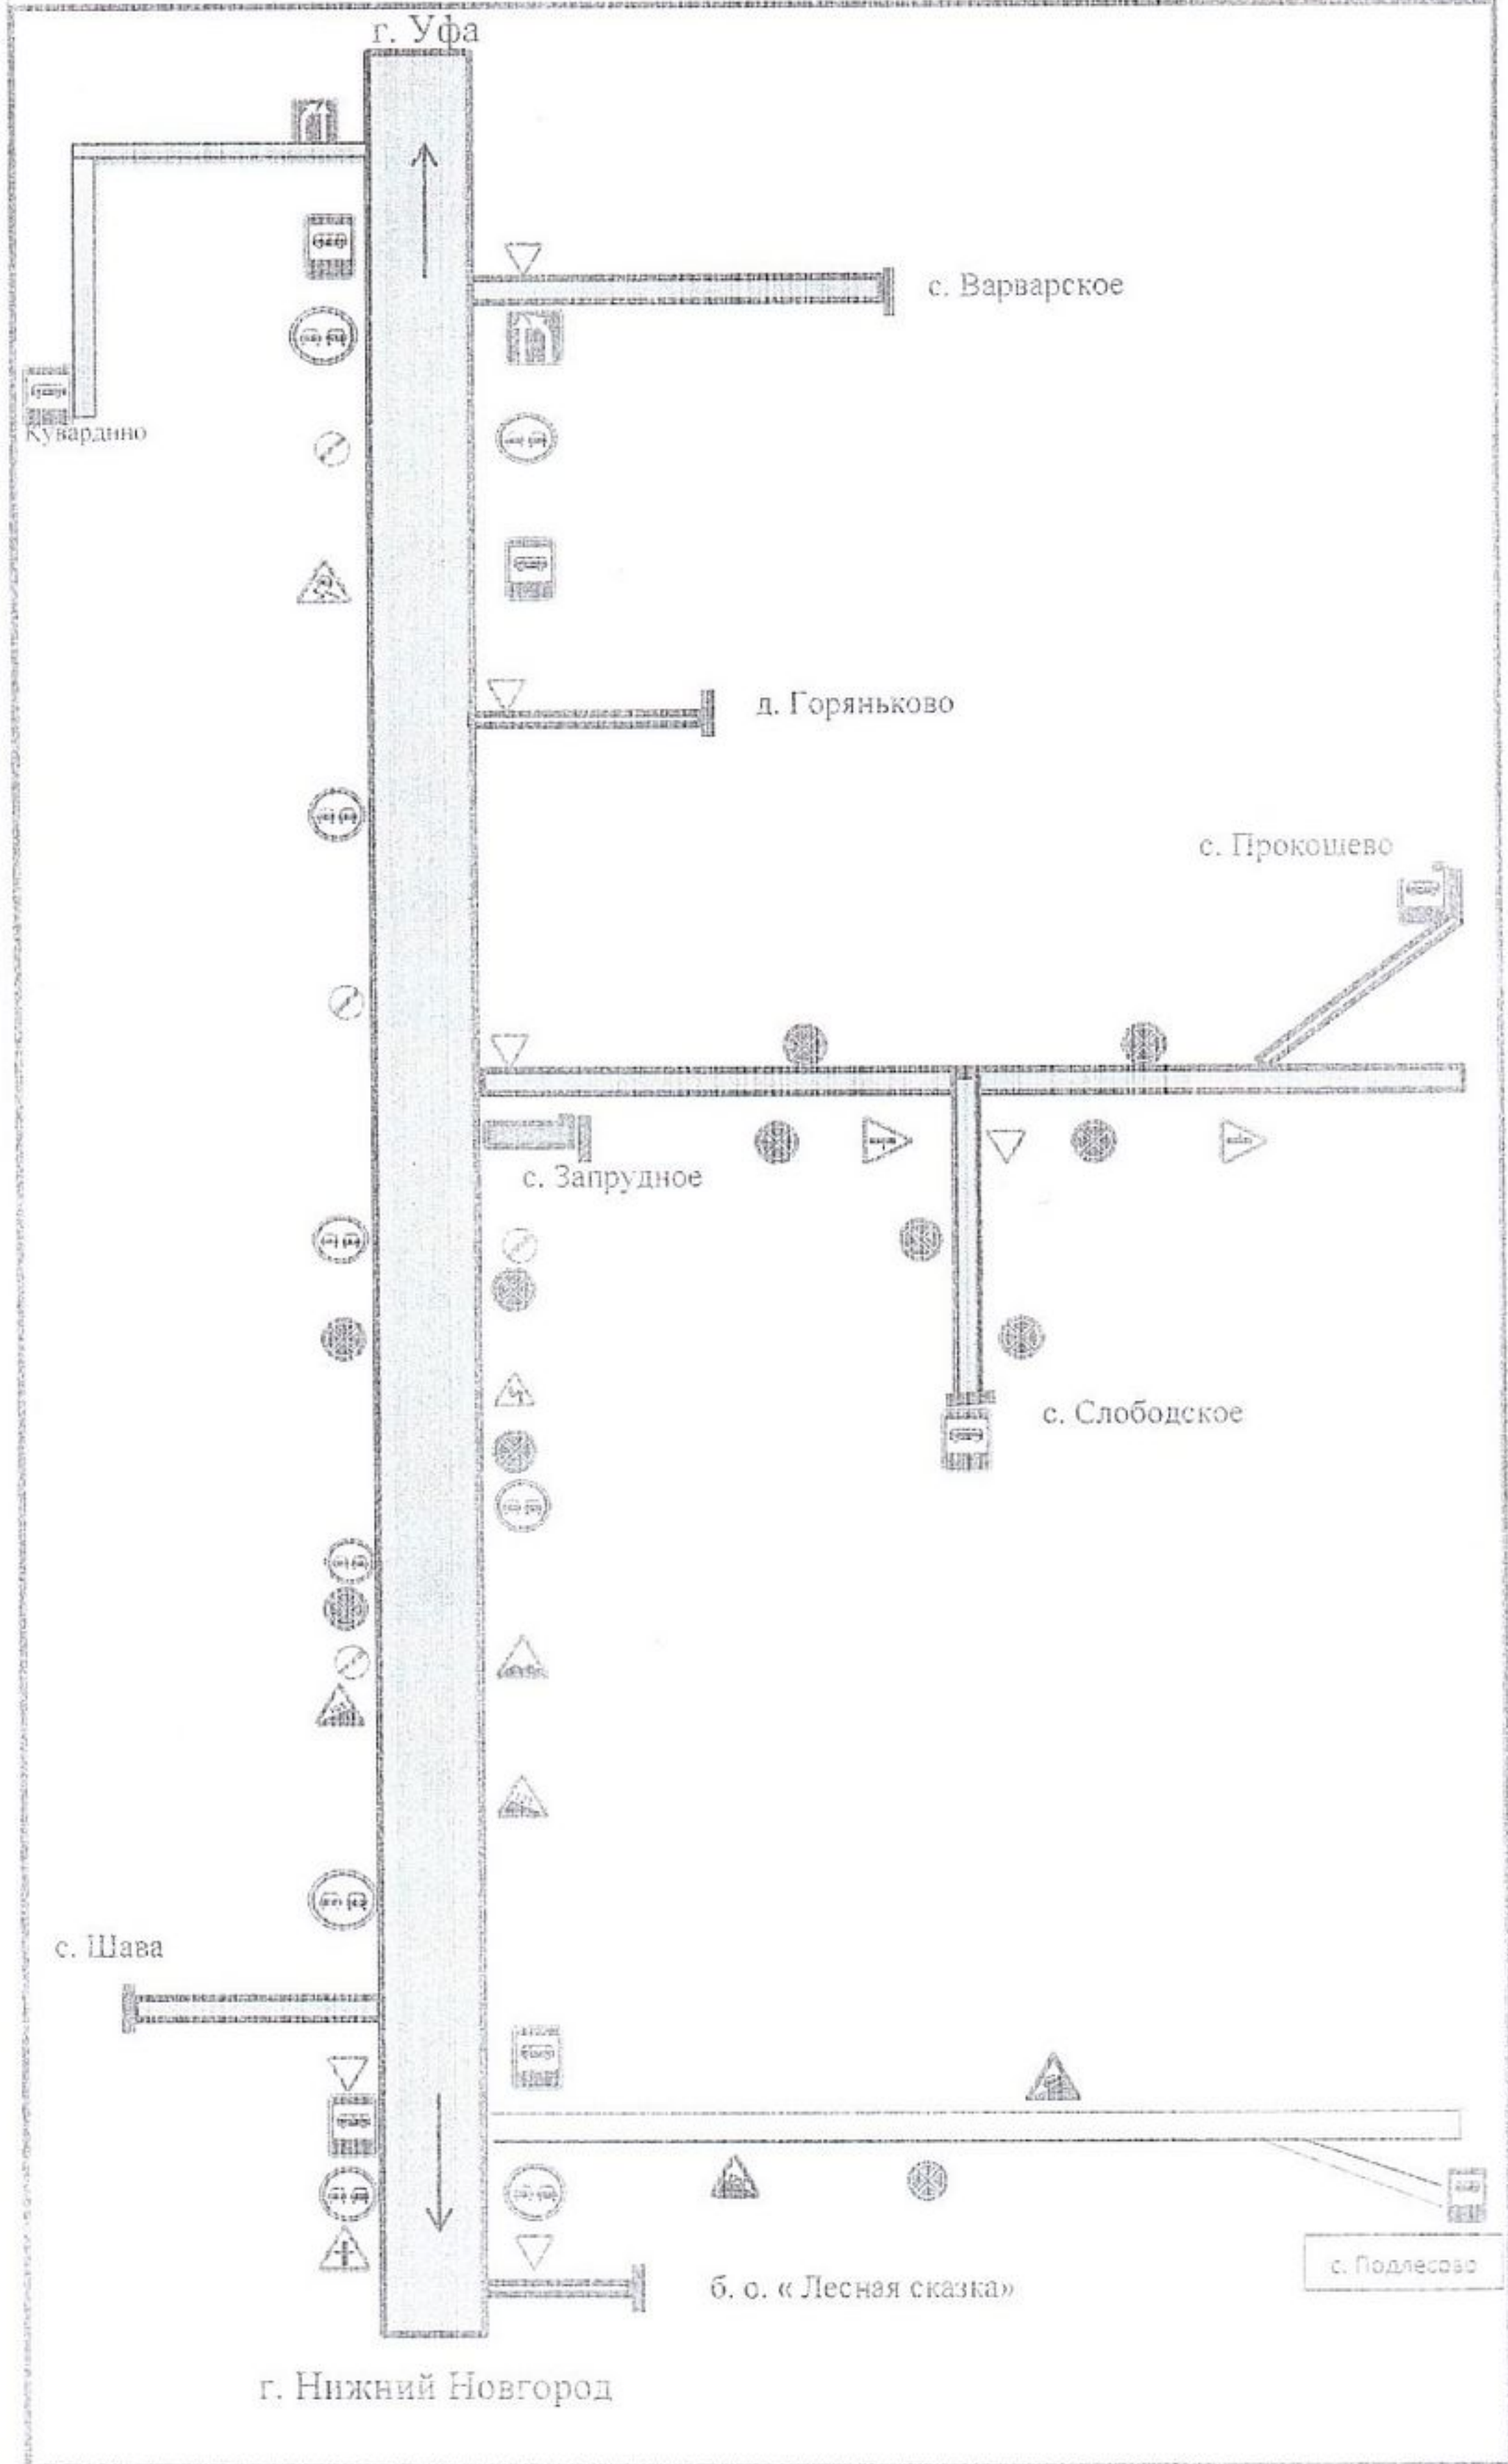 г. Уфа
с. Варварское
Кувардино
д. Горяньково
с. Прокошево
с. Запрудное
с. Слободское
с. Шава
с. Подлесово
б. о. « Лесная сказка»
г. Нижний Новгород